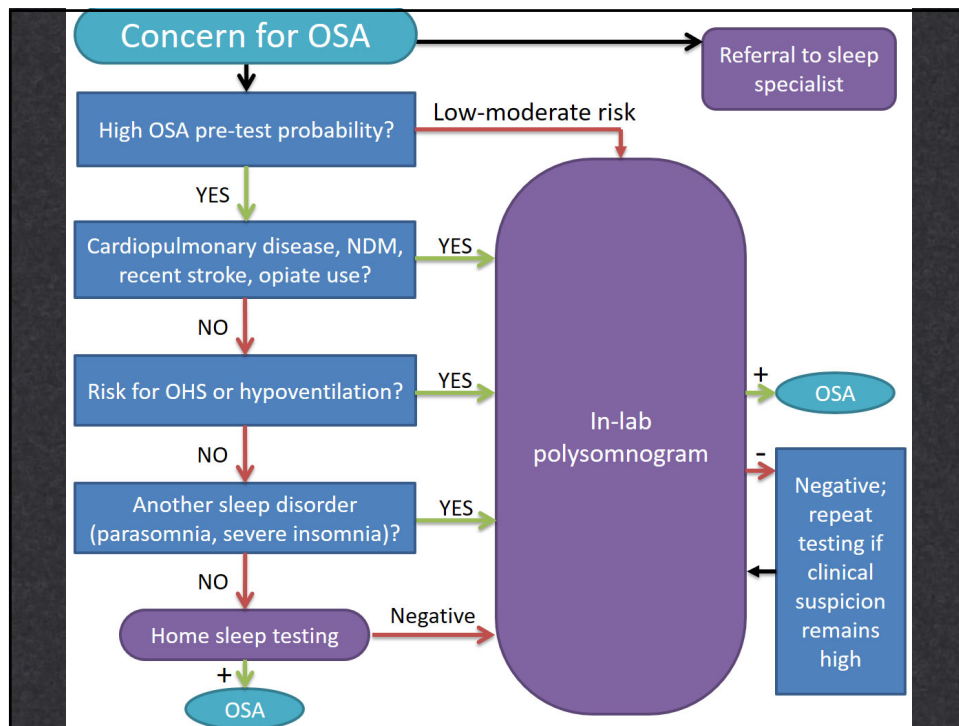 Concern for OSA
Referral to sleep
specialist
High OSA pre-test probability?
Low-moderate risk
YES
Cardiopulmonary disease, NDM,
recent stroke, opiate use?
YES
NO
Risk for OHS or hypoventilation?
YES
NO
Another sleep disorder
(parasomnia, severe insomnia)?
YES
NO
Home sleep testing
Negative
+
OSA
In-lab
polysomnogram
+
OSA
-
Negative;
repeat
testing if
clinical
suspicion
remains
high